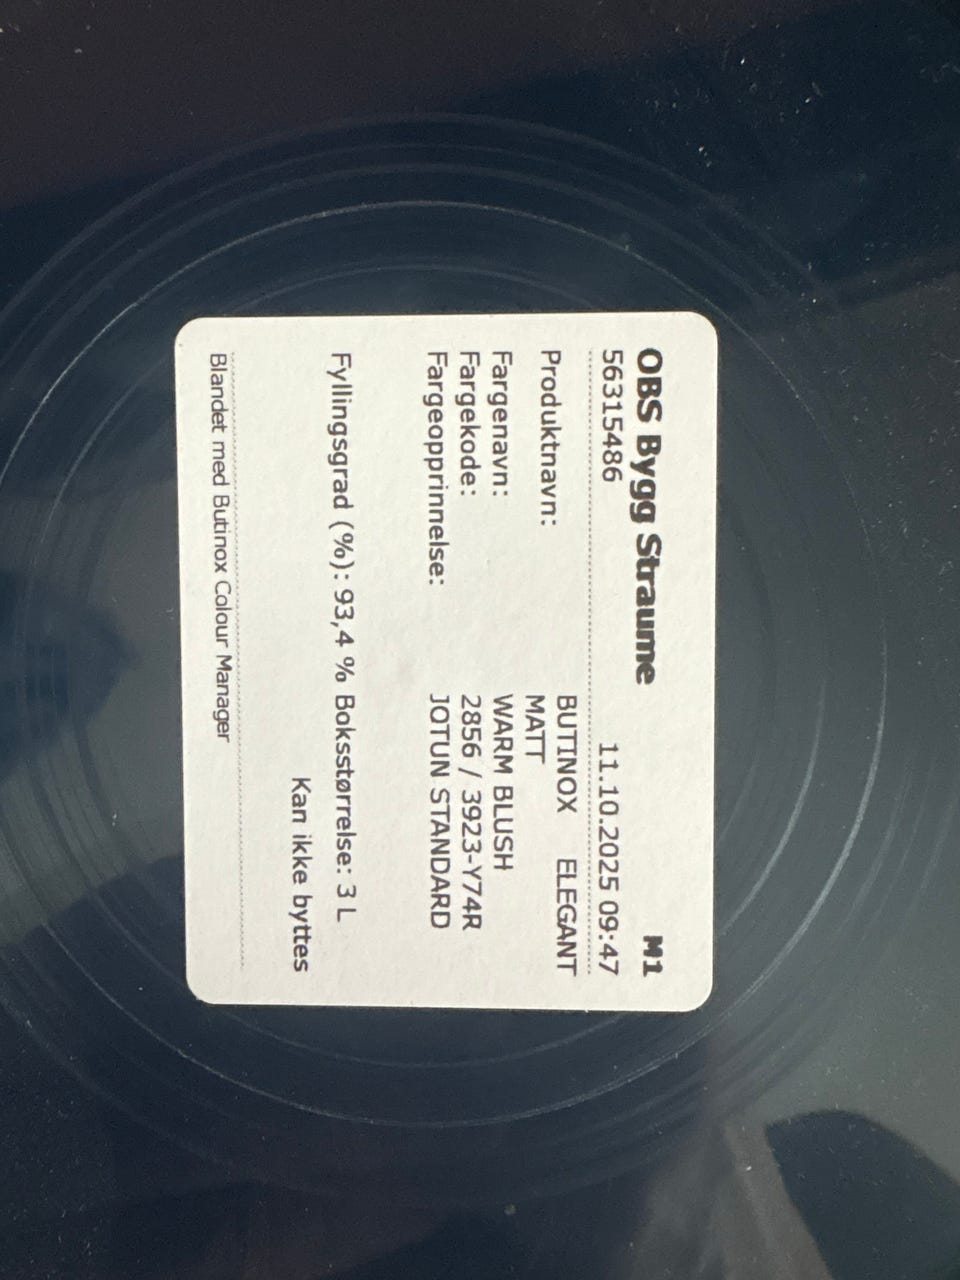 OBS Bygg Straume M1
56315486 11.10.2025 09:47
Produktnavn: BUTINOX ELEGANT
MATT
Fargenavn: WARM BLUSH
Fargekode: 2856 / 3923-Y74R
Fargeopprinnelse: JOTUN STANDARD
Fyllingsgrad (%): 93,4 % Boksstørrelse: 3 L
Kan ikke byttes
Blandet med Butinox Colour Manager